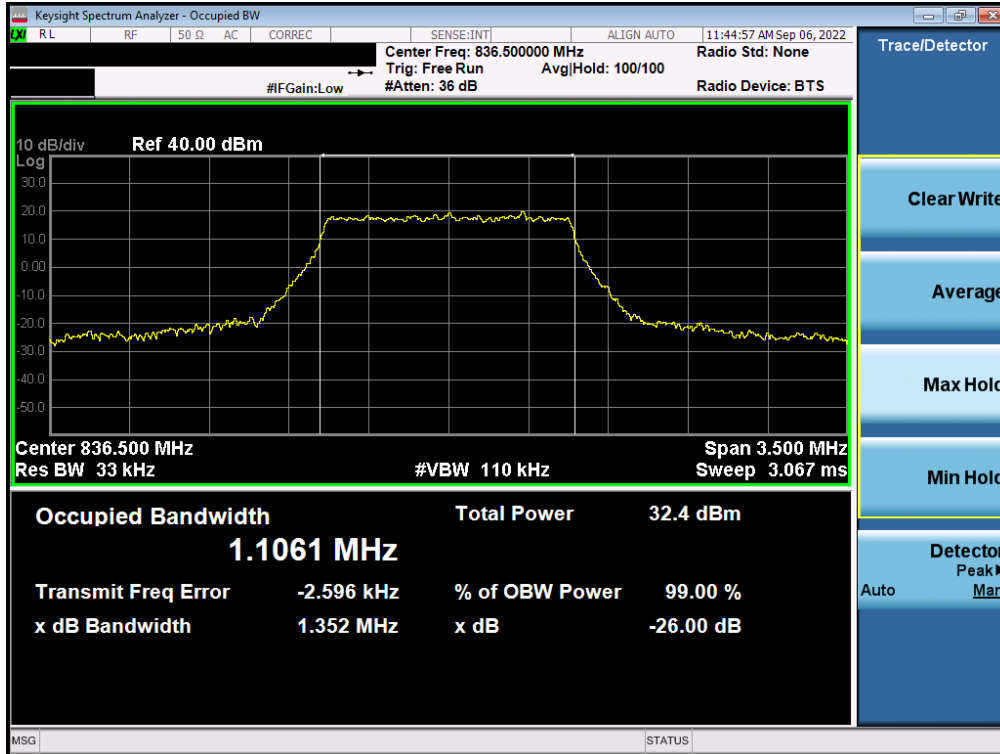 Keysight Spectrum Analyzer - Occupied BW
LXI RL RF 50 Ω AC CORREC SENSE:INT ALIGN AUTO 11:44:57 AM Sep 06, 2022
Center Freq: 836.500000 MHz Radio Std: None
Trig: Free Run Avg|Hold: 100/100
#IFGain:Low #Atten: 36 dB Radio Device: BTS
10 dB/div Ref 40.00 dBm
Log
30.0
20.0
10.0
0.00
-10.0
-20.0
-30.0
-40.0
-50.0
Center 836.500 MHz Span 3.500 MHz
Res BW 33 kHz #VBW 110 kHz Sweep 3.067 ms
Occupied Bandwidth Total Power 32.4 dBm
1.1061 MHz
Transmit Freq Error -2.596 kHz % of OBW Power 99.00 %
x dB Bandwidth 1.352 MHz x dB -26.00 dB
MSG STATUS
Trace/Detector
Clear Write
Average
Max Hold
Min Hold
Detector
Peak▶
Auto Man